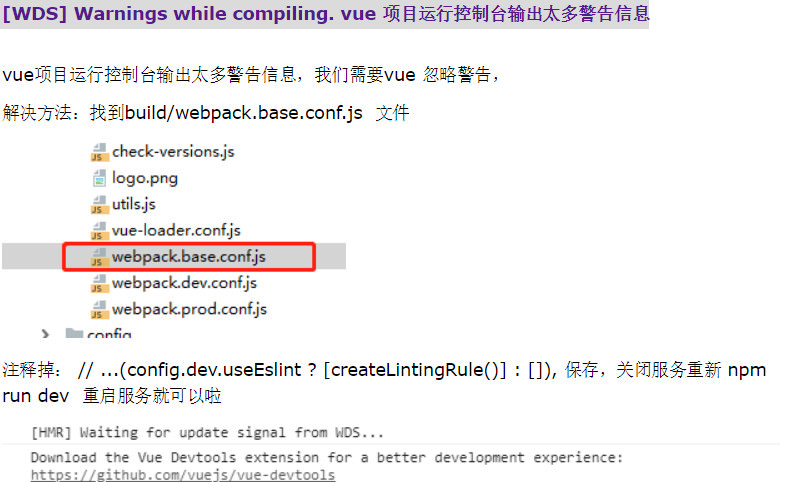 [WDS] Warnings while compiling. vue 项目运行控制台输出太多警告信息
vue项目运行控制台输出太多警告信息，我们需要vue 忽略警告，
解决方法：找到build/webpack.base.conf.js 文件
check-versions.js
logo.png
utils.js
vue-loader.conf.js
webpack.base.conf.js
webpack.dev.conf.js
webpack.prod.conf.js
config
注释掉： // ...(config.dev.useEslint ? [createLintingRule()] : []), 保存，关闭服务重新 npm
run dev 重启服务就可以啦
[HMR] Waiting for update signal from WDS...
Download the Vue Devtools extension for a better development experience:
https://github.com/vuejs/vue-devtools